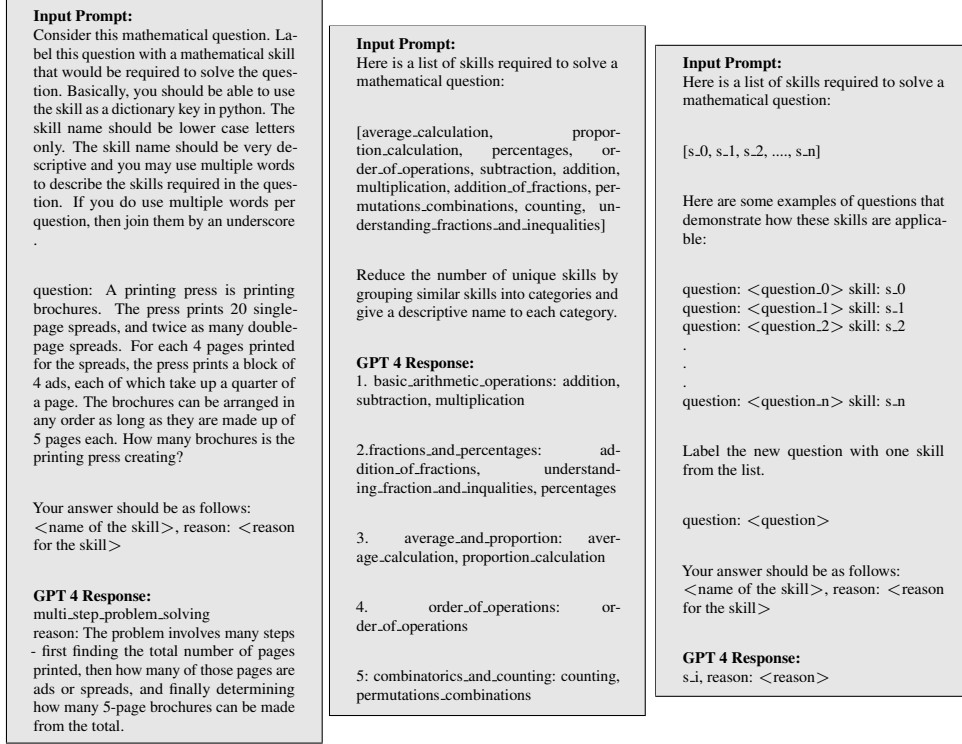 Input Prompt:
Consider this mathematical question. La-
bel this question with a mathematical skill
that would be required to solve the ques-
tion. Basically, you should be able to use
the skill as a dictionary key in python. The
skill name should be lower case letters
only. The skill name should be very de-
scriptive and you may use multiple words
to describe the skills required in the ques-
tion. If you do use multiple words per
question, then join them by an underscore
.
question: A printing press is printing
brochures. The press prints 20 single-
page spreads, and twice as many double-
page spreads. For each 4 pages printed
for the spreads, the press prints a block of
4 ads, each of which take up a quarter of
a page. The brochures can be arranged in
any order as long as they are made up of
5 pages each. How many brochures is the
printing press creating?
Your answer should be as follows:
<name of the skill>, reason: <reason
for the skill>
GPT 4 Response:
multi_step_problem_solving
reason: The problem involves many steps
- first finding the total number of pages
printed, then how many of those pages are
ads or spreads, and finally determining
how many 5-page brochures can be made
from the total.
Input Prompt:
Here is a list of skills required to solve a
mathematical question:
[average_calculation, propor-
tion_calculation, percentages, or-
der_of_operations, subtraction, addition,
multiplication, addition_of_fractions, per-
mutations_combinations, counting, un-
derstanding_fractions_and_inequalities]
Reduce the number of unique skills by
grouping similar skills into categories and
give a descriptive name to each category.
GPT 4 Response:
1. basic_arithmetic_operations: addition,
subtraction, multiplication
2.fractions_and_percentages: ad-
dition_of_fractions, understand-
ing_fraction_and_inqualities, percentages
3. average_and_proportion: aver-
age_calculation, proportion_calculation
4. order_of_operations: or-
der_of_operations
5: combinatorics_and_counting: counting,
permutations_combinations
Input Prompt:
Here is a list of skills required to solve a
mathematical question:
[s_0, s_1, s_2, ...., s_n]
Here are some examples of questions that
demonstrate how these skills are applica-
ble:
question: <question_0> skill: s_0
question: <question_1> skill: s_1
question: <question_2> skill: s_2
.
.
.
question: <question_n> skill: s_n
Label the new question with one skill
from the list.
question: <question>
Your answer should be as follows:
<name of the skill>, reason: <reason
for the skill>
GPT 4 Response:
s_i, reason: <reason>